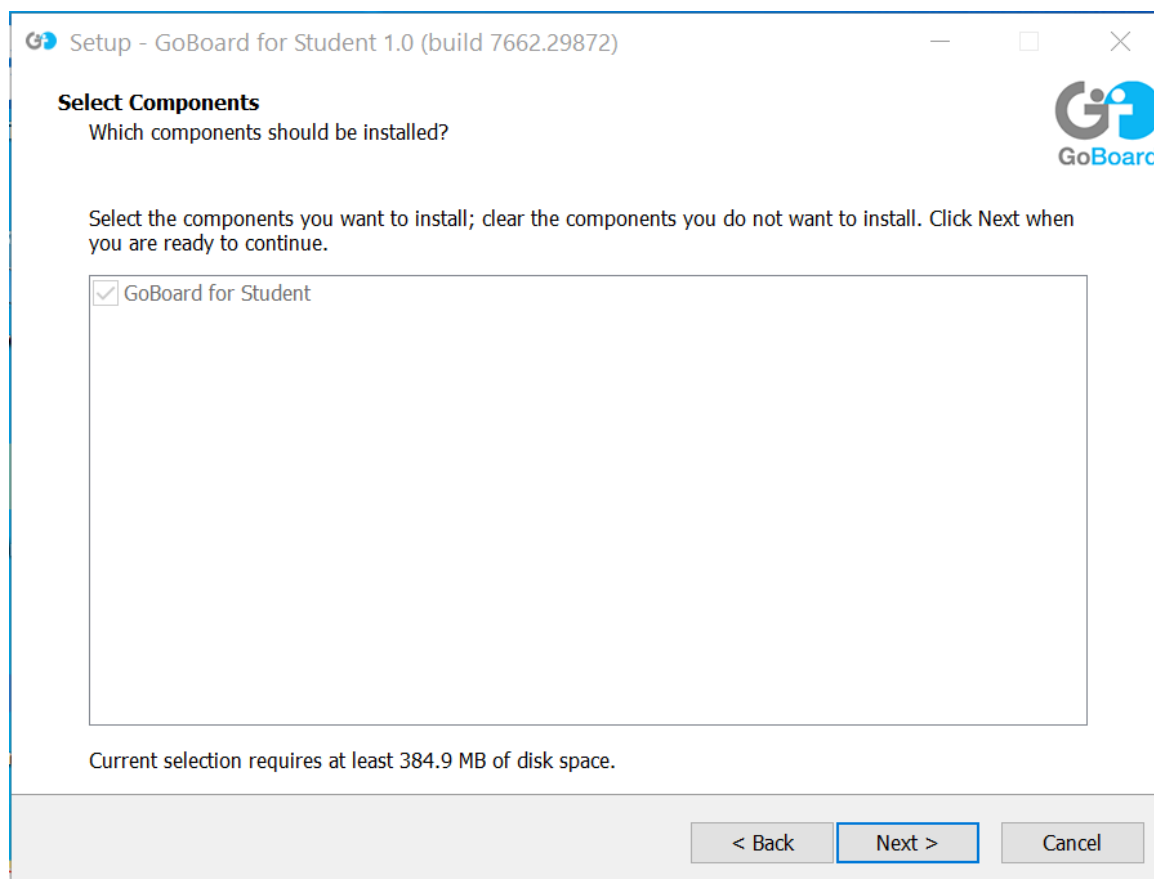 Setup - GoBoard for Student 1.0 (build 7662.29872)
Select Components
Which components should be installed?
GoBoard
Select the components you want to install; clear the components you do not want to install. Click Next when
you are ready to continue.
GoBoard for Student
Current selection requires at least 384.9 MB of disk space.
< Back Next > Cancel